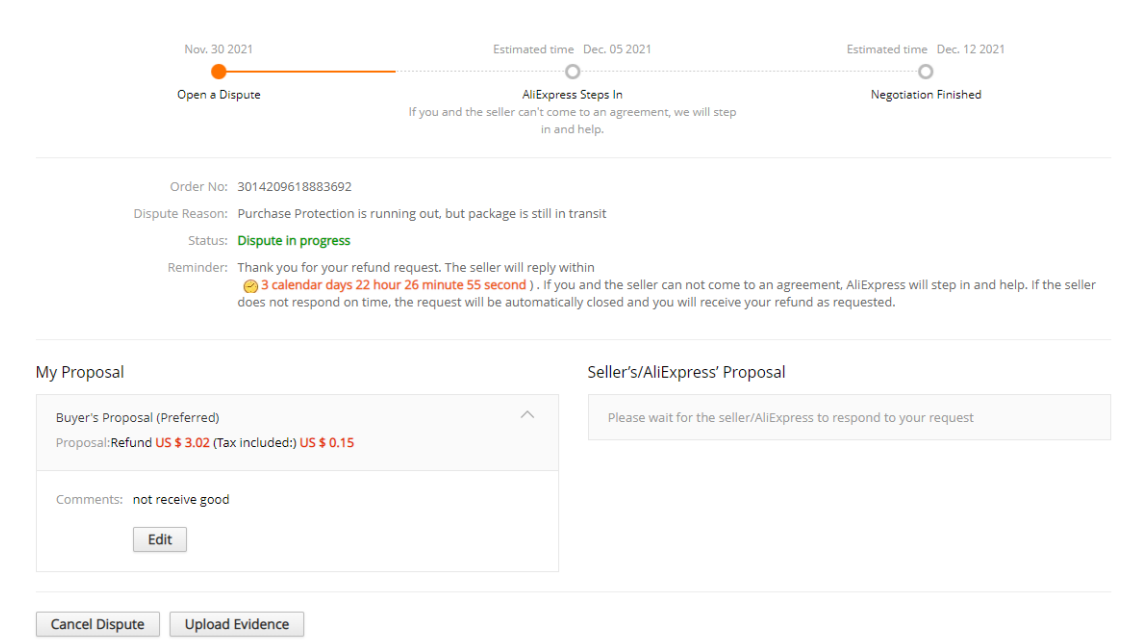 Nov. 30 2021
Estimated time Dec. 05 2021
Estimated time Dec. 12 2021
Open a Dispute
AliExpress Steps In
Negotiation Finished
If you and the seller can't come to an agreement, we will step
in and help.
Order No: 3014209618883692
Dispute Reason: Purchase Protection is running out, but package is still in transit
Status: Dispute in progress
Reminder: Thank you for your refund request. The seller will reply within
3 calendar days 22 hour 26 minute 55 second ) . If you and the seller can not come to an agreement, AliExpress will step in and help. If the seller
does not respond on time, the request will be automatically closed and you will receive your refund as requested.
My Proposal
Seller's/AliExpress' Proposal
Buyer's Proposal (Preferred)
Please wait for the seller/AliExpress to respond to your request
Proposal:Refund US $ 3.02 (Tax included:) US $ 0.15
Comments: not receive good
Edit
Cancel Dispute
Upload Evidence